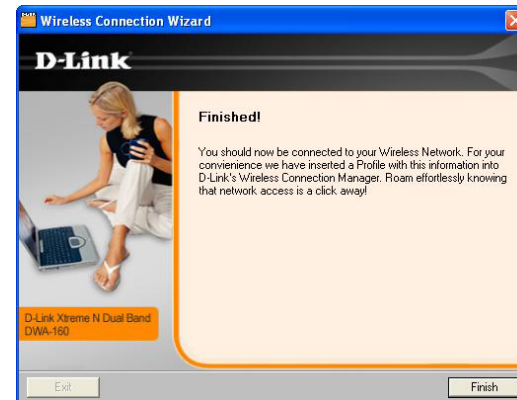 Wireless Connection Wizard
D-Link
Finished!
You should now be connected to your Wireless Network. For your
convienience we have inserted a Profile with this information into
D-Link's Wireless Connection Manager. Roam effortlessly knowing
that network access is a click away!
D-Link Xtreme N Dual Band
DWA-160
Exit
Finish